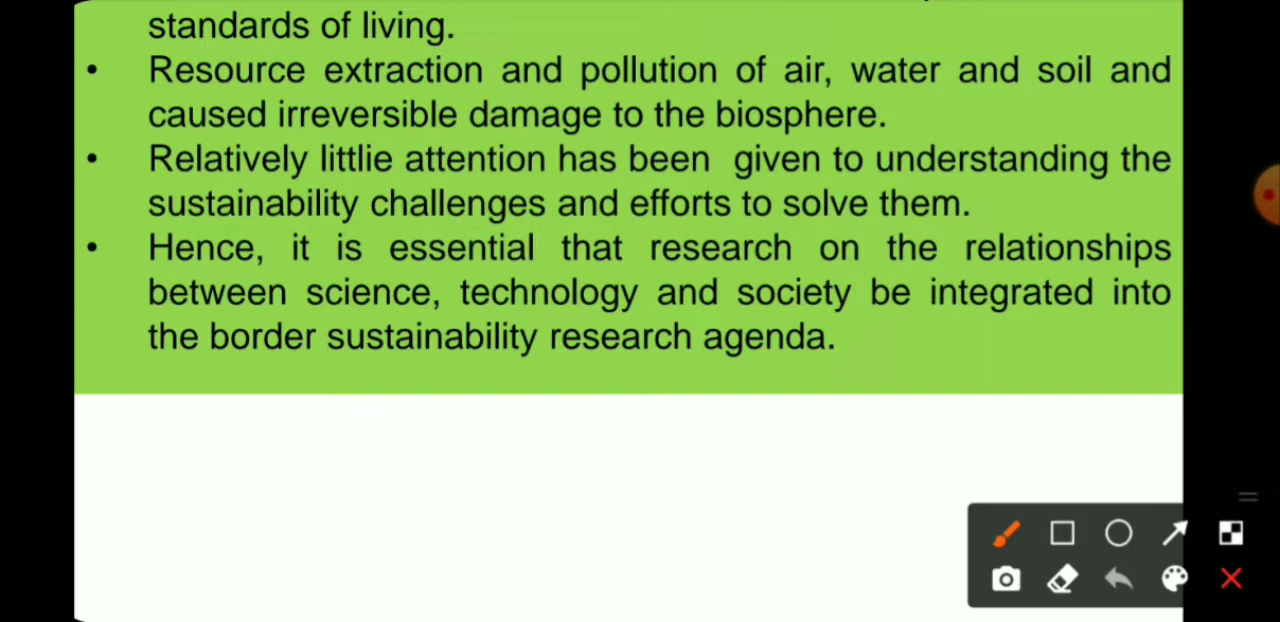 standards of living.
• Resource extraction and pollution of air, water and soil and
caused irreversible damage to the biosphere.
• Relatively littlie attention has been given to understanding the
sustainability challenges and efforts to solve them.
• Hence, it is essential that research on the relationships
between science, technology and society be integrated into
the border sustainability research agenda.